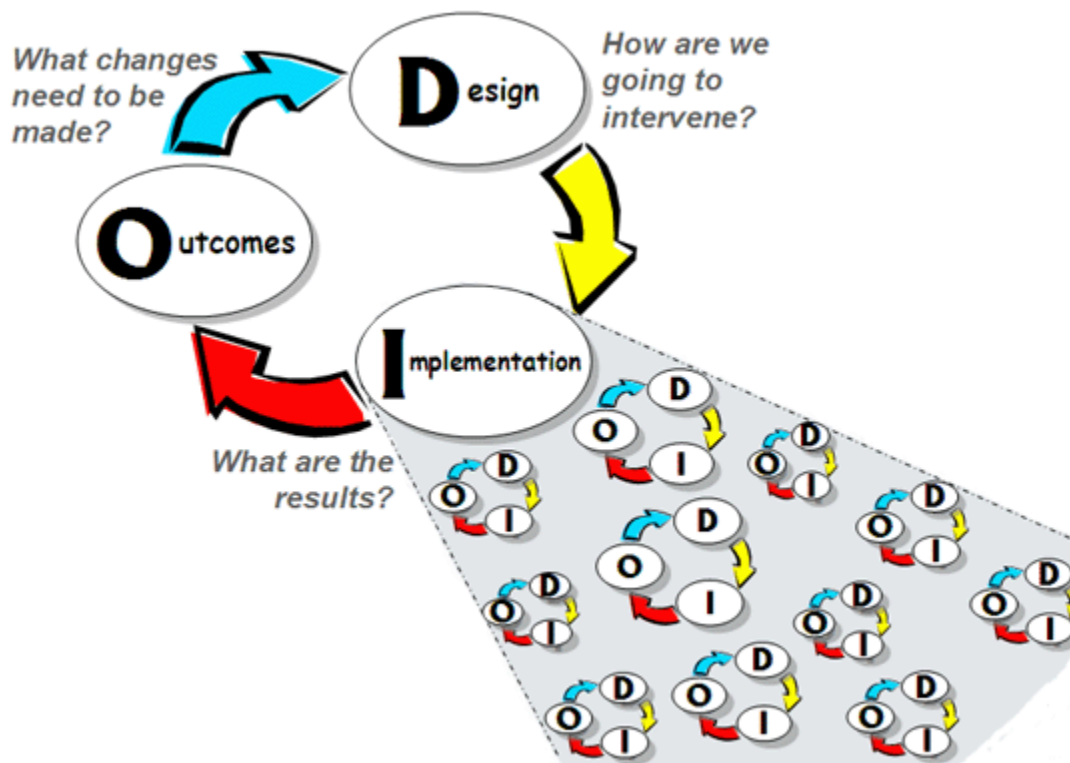 What changes
need to be
made?
Design
How are we
going to
intervene?
Outcomes
Implementation
What are the
results?
D
O
I
D
O
I
D
O
I
D
O
I
D
O
I
D
O
I
D
O
I
D
O
I
D
O
I
D
O
I
D
O
I